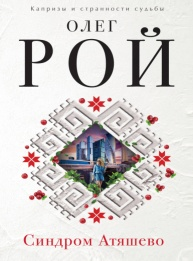 Капризы и странности судьбы
ОЛЕГ
РОЙ
Синдром Атяшево